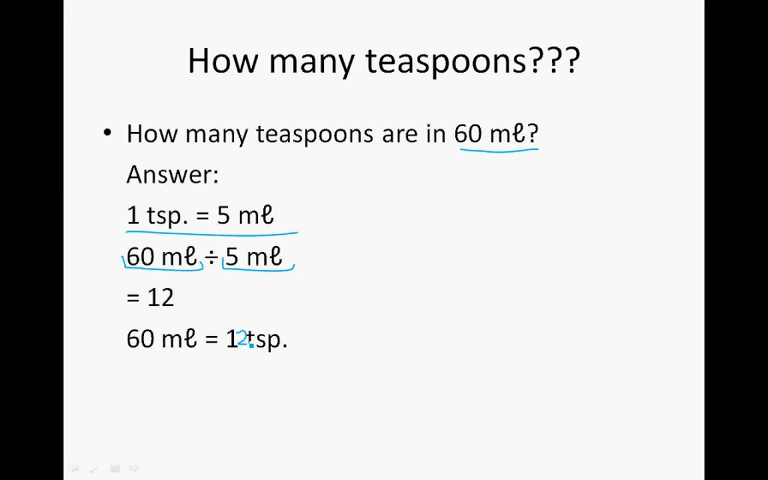 How many teaspoons???
• How many teaspoons are in 60 mℓ?
Answer:
1 tsp. = 5 mℓ
60 mℓ ÷ 5 mℓ
= 12
60 mℓ = 12 tsp.